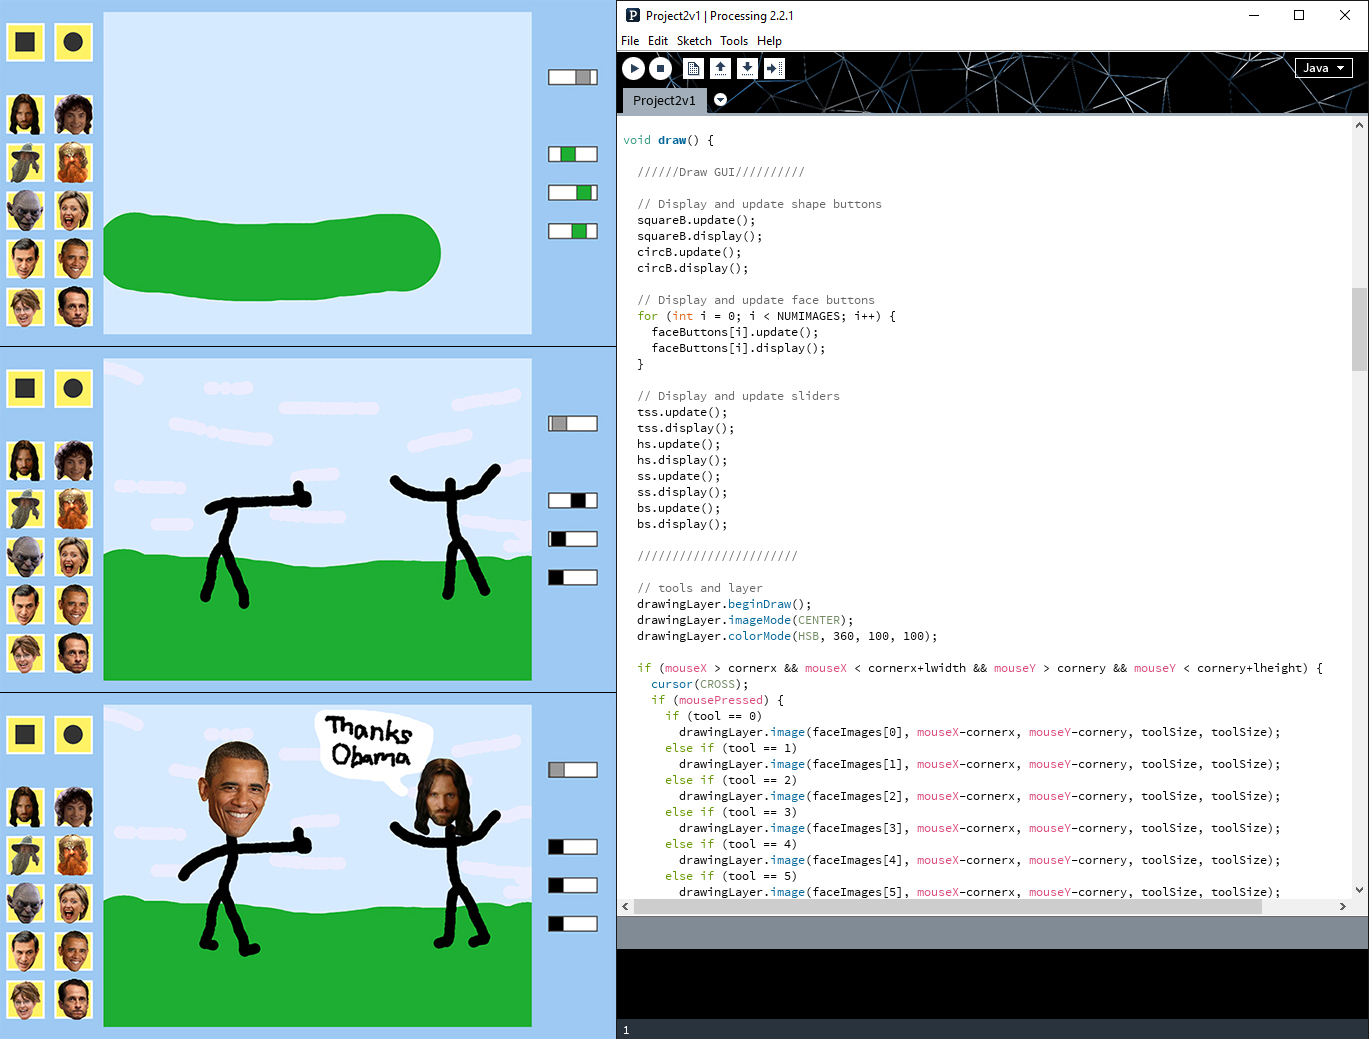 Thanks
Obama
Project2v1 | Processing 2.2.1
File Edit Sketch Tools Help
Java
Project2v1
void draw() {
//////Draw GUI//////////
// Display and update shape buttons
squareB.update();
squareB.display();
circB.update();
circB.display();
// Display and update face buttons
for (int i = 0; i < NUMIMAGES; i++) {
faceButtons[i].update();
faceButtons[i].display();
}
// Display and update sliders
tss.update();
tss.display();
hs.update();
hs.display();
ss.update();
ss.display();
bs.update();
bs.display();
///////////////////////
// tools and layer
drawingLayer.beginDraw();
drawingLayer.imageMode(CENTER);
drawingLayer.colorMode(HSB, 360, 100, 100);
if (mouseX > cornerx && mouseX < cornerx+lwidth && mouseY > cornery && mouseY < cornery+lheight) {
cursor(CROSS);
if (mousePressed) {
if (tool == 0)
drawingLayer.image(faceImages[0], mouseX-cornerx, mouseY-cornery, toolSize, toolSize);
else if (tool == 1)
drawingLayer.image(faceImages[1], mouseX-cornerx, mouseY-cornery, toolSize, toolSize);
else if (tool == 2)
drawingLayer.image(faceImages[2], mouseX-cornerx, mouseY-cornery, toolSize, toolSize);
else if (tool == 3)
drawingLayer.image(faceImages[3], mouseX-cornerx, mouseY-cornery, toolSize, toolSize);
else if (tool == 4)
drawingLayer.image(faceImages[4], mouseX-cornerx, mouseY-cornery, toolSize, toolSize);
else if (tool == 5)
drawingLayer.image(faceImages[5], mouseX-cornerx, mouseY-cornery, toolSize, toolSize);
1